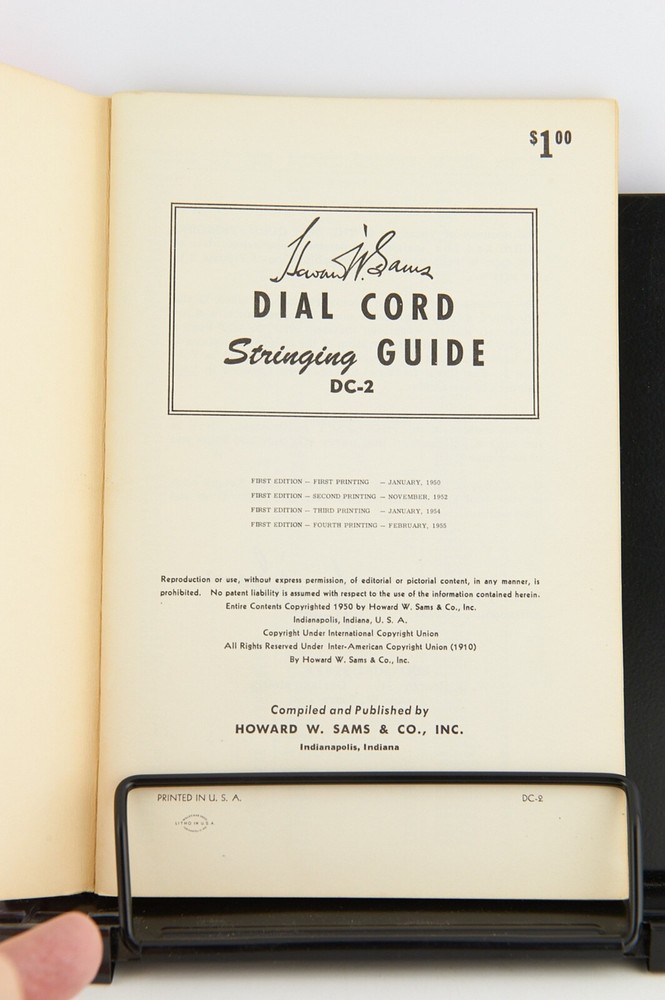 $1.00
Howard W. Sams
DIAL CORD
Stringing GUIDE
DC-2
FIRST EDITION — FIRST PRINTING — JANUARY, 1950
FIRST EDITION — SECOND PRINTING — NOVEMBER, 1952
FIRST EDITION — THIRD PRINTING — JANUARY, 1954
FIRST EDITION — FOURTH PRINTING — FEBRUARY, 1955
Reproduction or use, without express permission, of editorial or pictorial content, in any manner, is
prohibited. No patent liability is assumed with respect to the use of the information contained herein.
Entire Contents Copyrighted 1950 by Howard W. Sams & Co., Inc.
Indianapolis, Indiana, U. S. A.
Copyright Under International Copyright Union
All Rights Reserved Under Inter-American Copyright Union (1910)
By Howard W. Sams & Co., Inc.
Compiled and Published by
HOWARD W. SAMS & CO., INC.
Indianapolis, Indiana
PRINTED IN U. S. A. DC-2
LITHO IN U S A